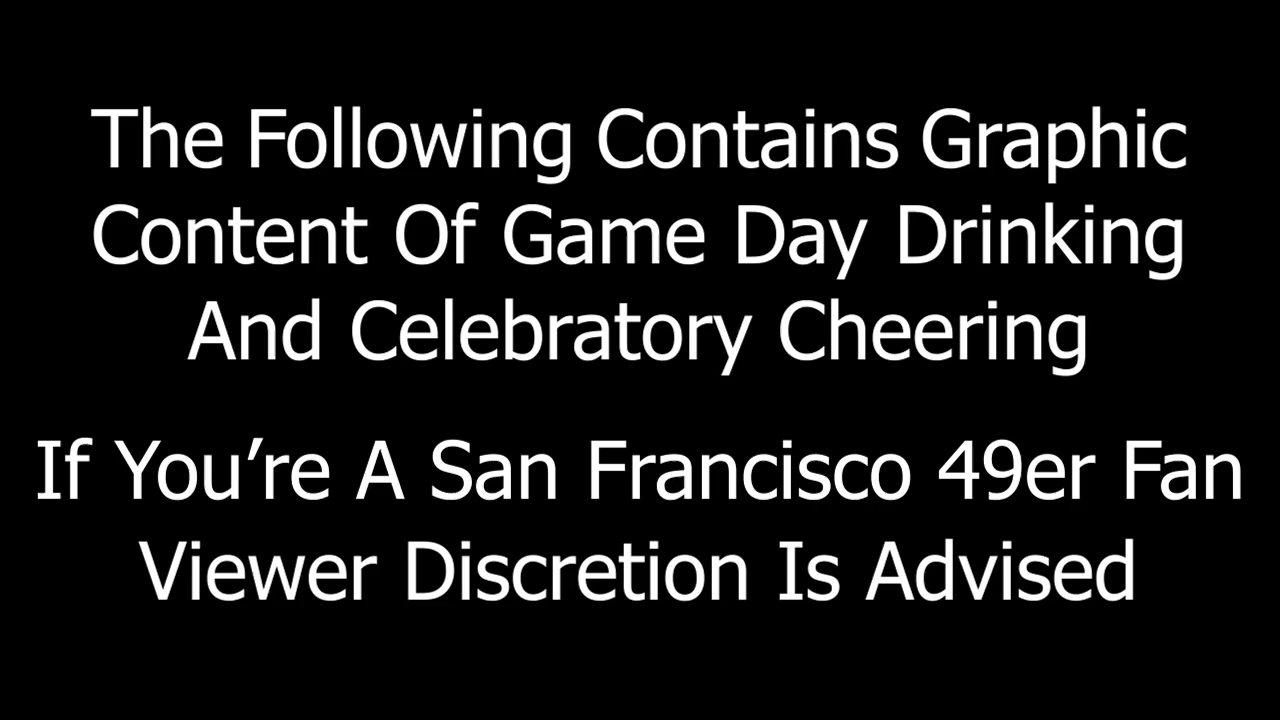 The Following Contains Graphic
Content Of Game Day Drinking
And Celebratory Cheering
If You’re A San Francisco 49er Fan
Viewer Discretion Is Advised